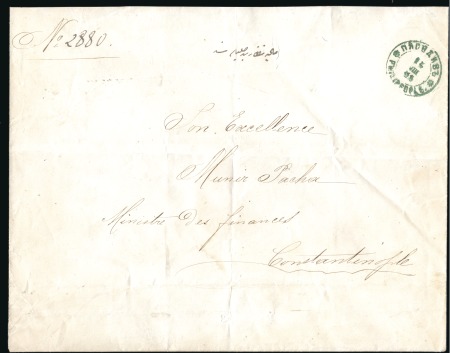 No 2880.
Son Excellence
Munir Pacha
Ministre des finances
Constantinople